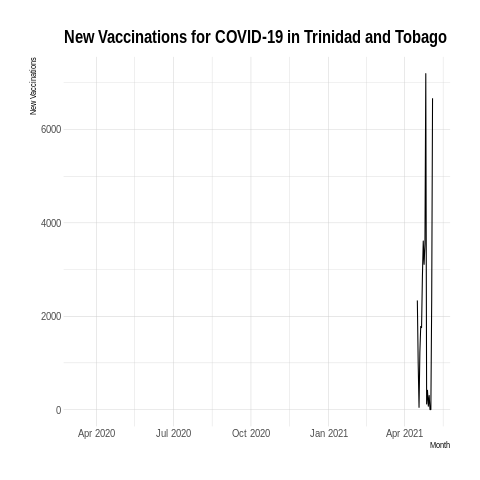 New Vaccinations for COVID-19 in Trinidad and Tobago
New Vaccinations
6000
4000
2000
0
Apr 2020 Jul 2020 Oct 2020 Jan 2021 Apr 2021
Month